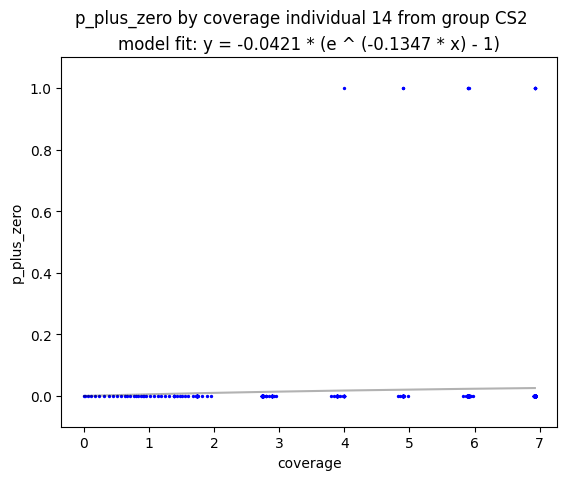 p_plus_zero by coverage individual 14 from group CS2
model fit: y = -0.0421 * (e ^ (-0.1347 * x) - 1)
1.0
0.8
0.6
0.4
0.2
0.0
p_plus_zero
0 1 2 3 4 5 6 7
coverage